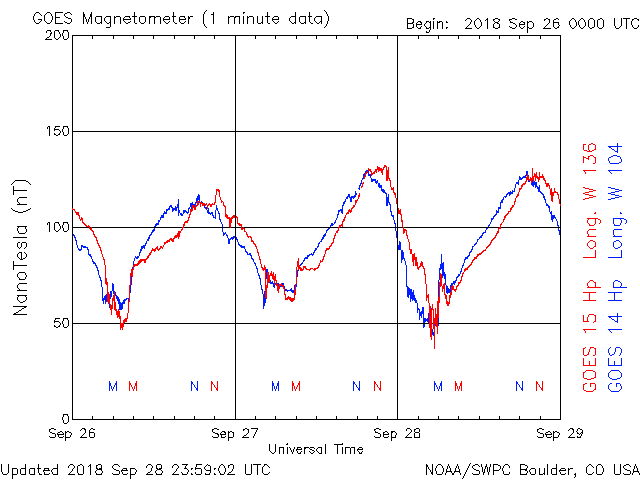 GOES Magnetometer (1 minute data)
Begin: 2018 Sep 26 0000 UTC
200
150
100
50
0
NanoTesla (nT)
M M N N M M N N M M N N
Sep 26 Sep 27 Sep 28 Sep 29
Universal Time
GOES 15 Hp Long. W 136
GOES 14 Hp Long. W 104
Updated 2018 Sep 28 23:59:02 UTC
NOAA/SWPC Boulder, CO USA